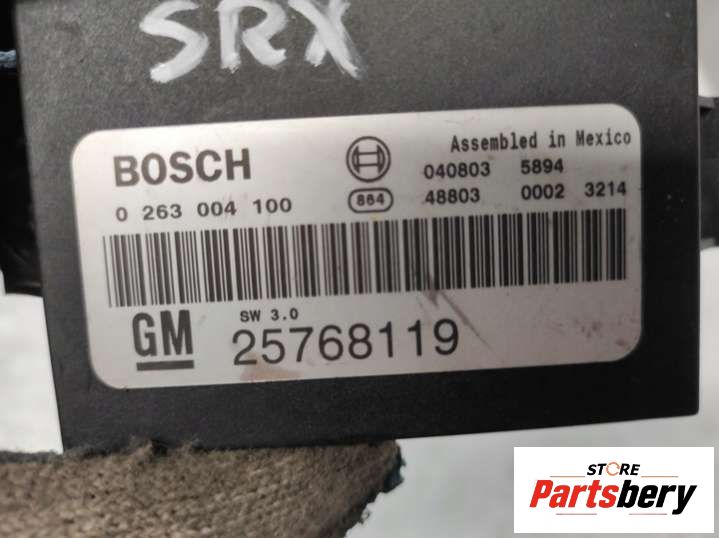 SRX
BOSCH
Assembled in Mexico
040803 5894
0 263 004 100
864
48803 0002 3214
SW 3.0
GM 25768119
STORE
Partsbery